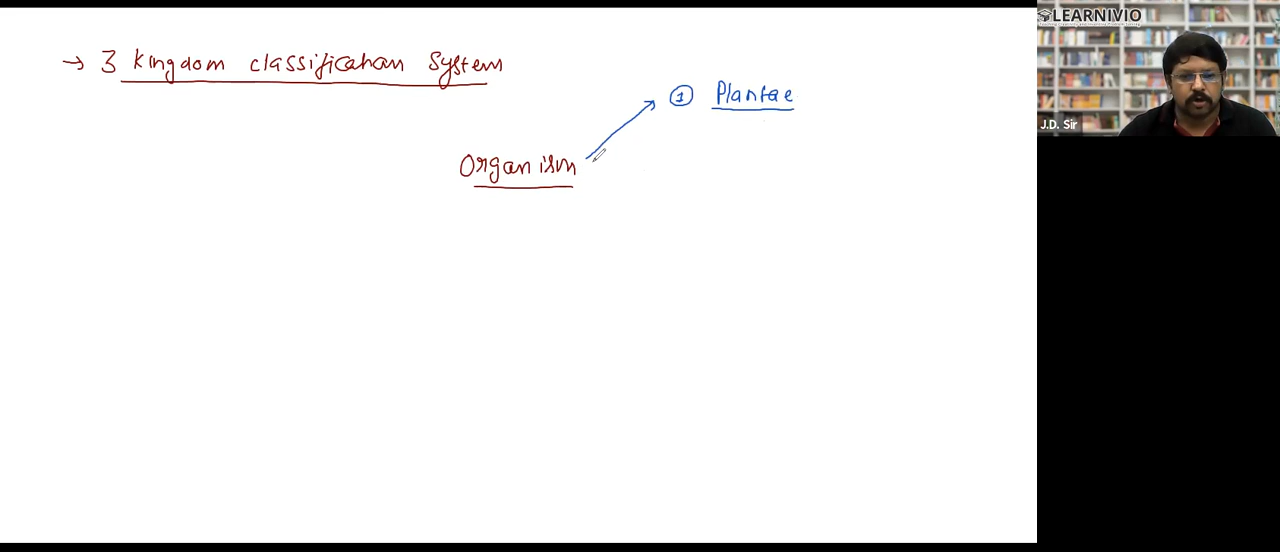 LEARNIVIO
→ 3 Kingdom classification System
① Plantae
Organism
J.D. Sir